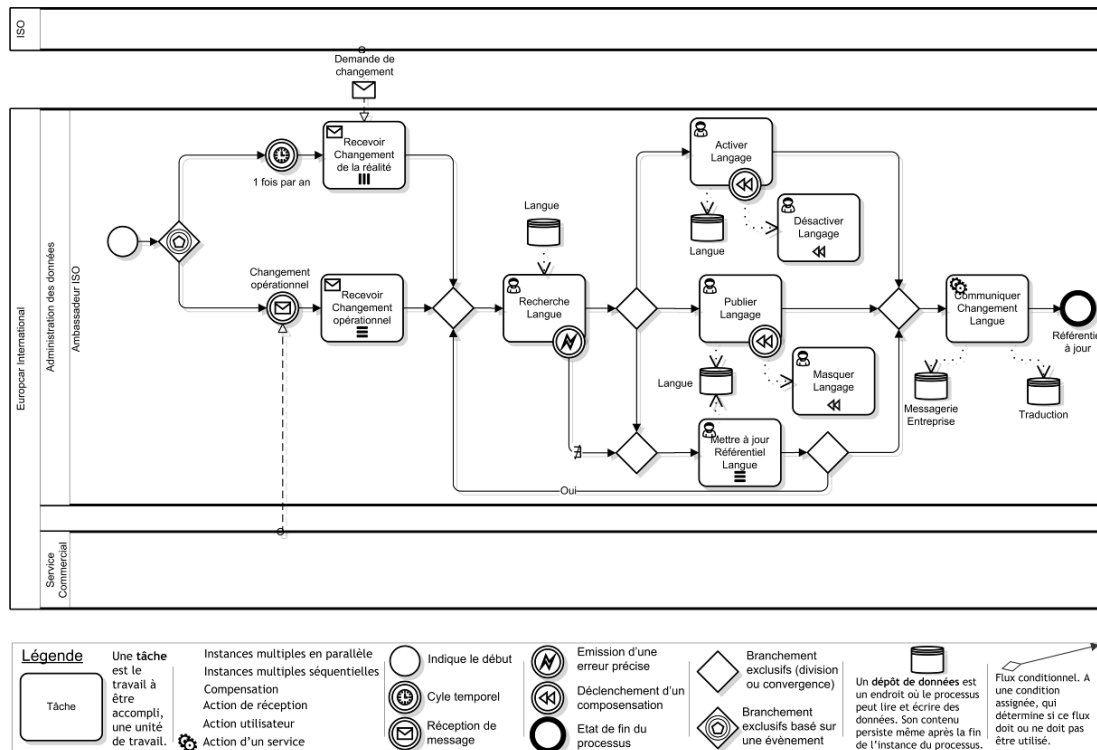 ISO
Demande de
changement
Europcar International
Administration des données
Ambassadeur ISO
1 fois par an
Recevoir
Changement
de la réalité
Changement
opérationnel
Recevoir
Changement
opérationnel
Langue
Recherche
Langue
Activer
Langage
Langue
Désactiver
Langage
Publier
Langage
Langue
Masquer
Langage
Mettre à jour
Référentiel
Langue
Oui
Communiquer
Changement
Langue
Référentie
à jour
Messagerie
Entreprise
Traduction
Service
Commercial
Légende
Tâche
Une tâche
est le
travail à
être
accompli,
une unité
de travail.
Instances multiples en parallèle
Instances multiples séquentielles
Compensation
Action de réception
Action utilisateur
Action d'un service
Indique le début
Cyle temporel
Réception de
message
Emission d'une
erreur précise
Déclenchement d'un
composensation
Etat de fin du
processus
Branchement
exclusifs (division
ou convergence)
Branchement
exclusifs basé sur
une évènement
Un dépôt de données est
un endroit où le processus
peut lire et écrire des
données. Son contenu
persiste même après la fin
de l'instance du processus.
Flux conditionnel. A
une condition
assignée, qui
détermine si ce flux
doit ou ne doit pas
être utilisé.